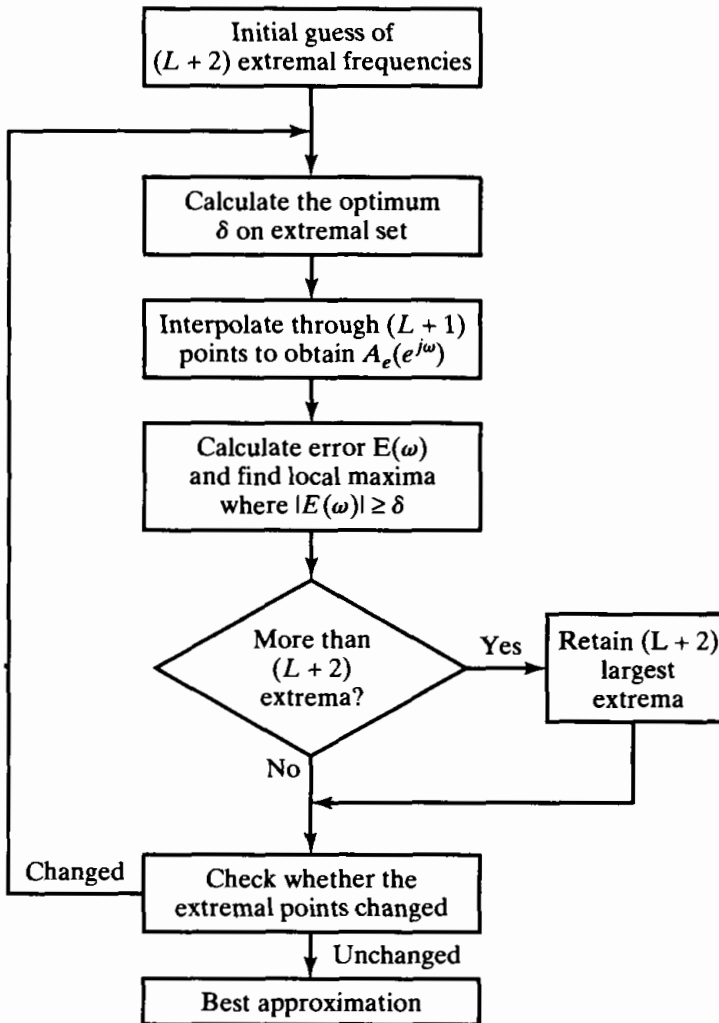 Initial guess of
(L + 2) extremal frequencies
Calculate the optimum
δ on extremal set
Interpolate through (L + 1)
points to obtain Aₑ(e^{jω})
Calculate error E(ω)
and find local maxima
where |E(ω)| ≥ δ
More than
(L + 2)
extrema?
Yes
Retain (L + 2)
largest
extrema
No
Changed
Check whether the
extremal points changed
Unchanged
Best approximation